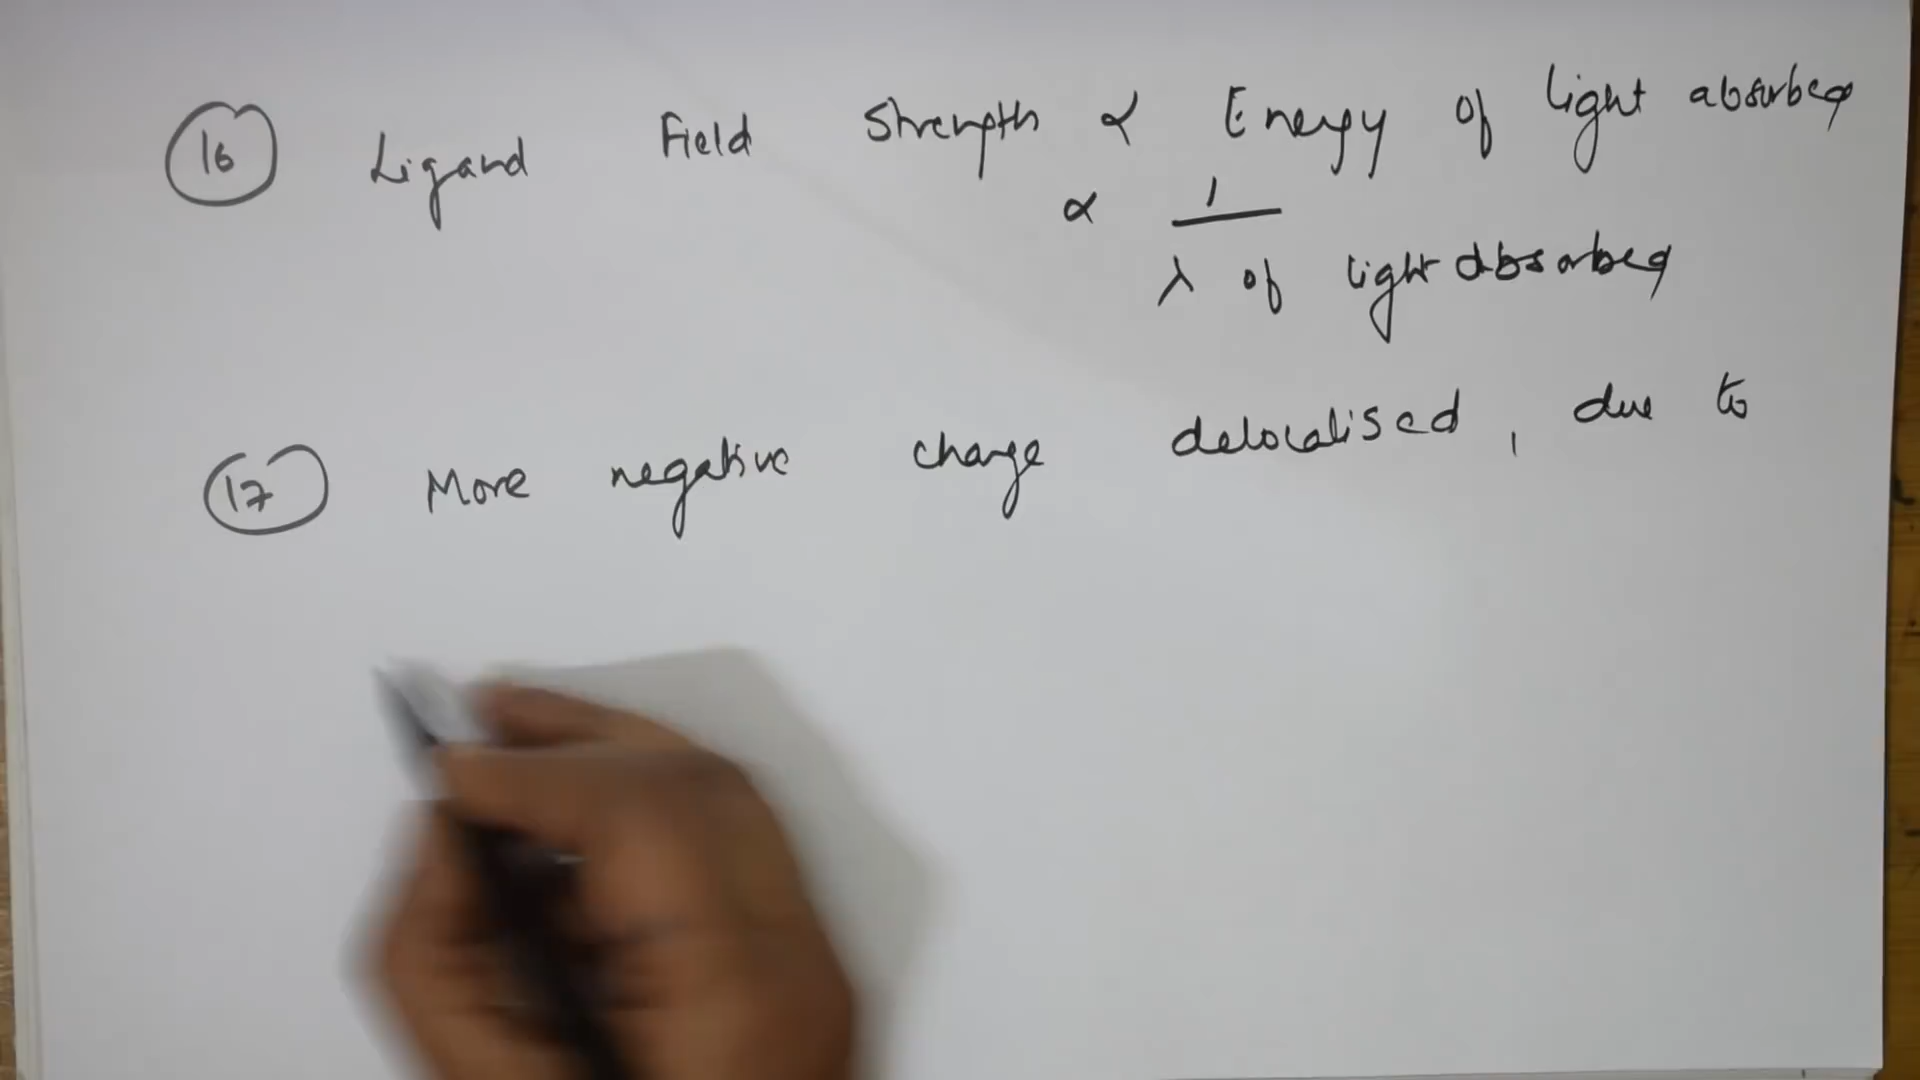 16 Ligand Field Strength ∝ Energy of light absorbed
∝ 1
λ of light absorbed
17 More negative charge delocalised, due to